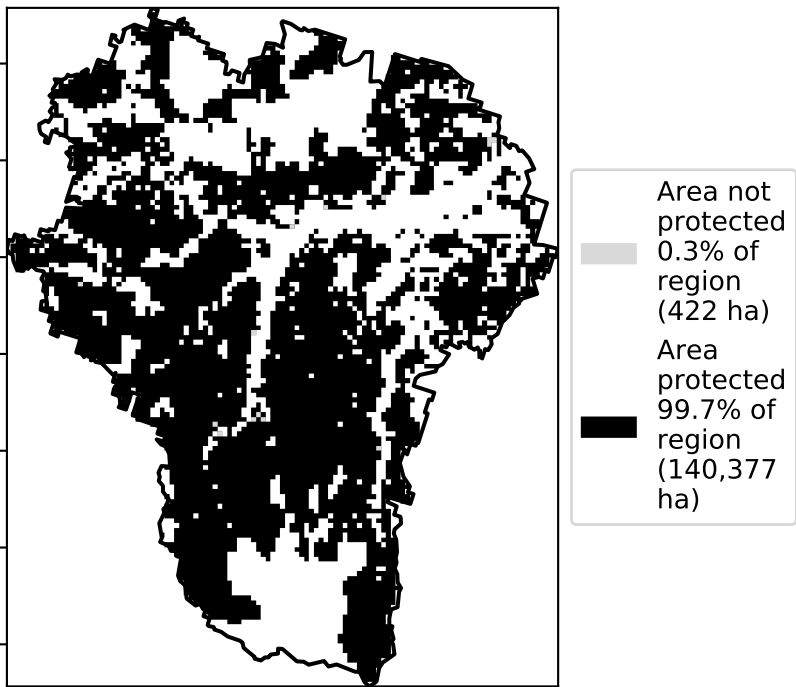 Area not
protected
0.3% of
region
(422 ha)
Area
protected
99.7% of
region
(140,377
ha)